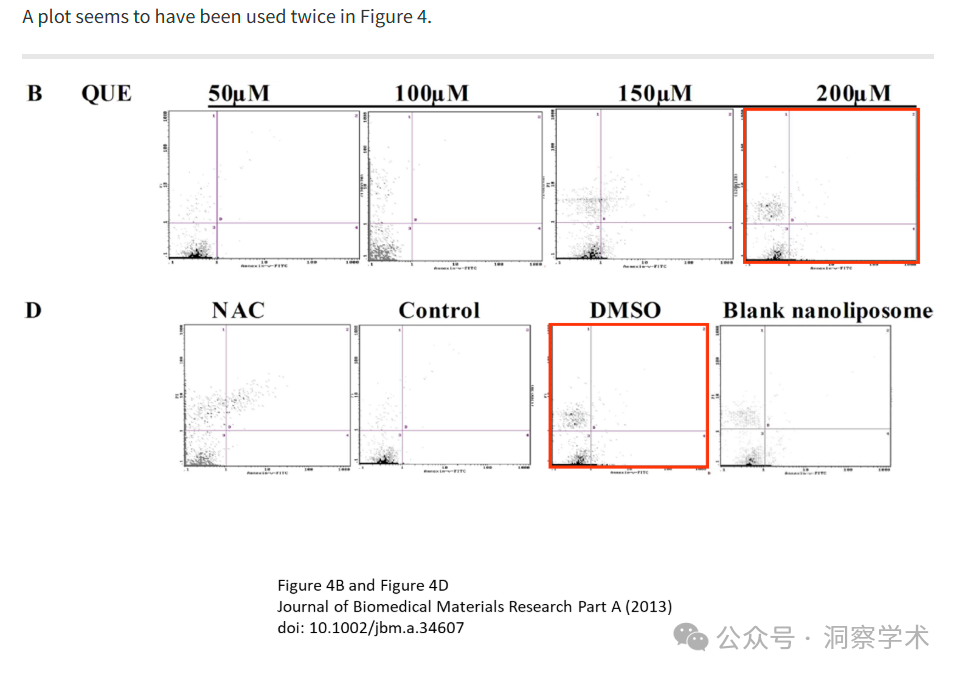 A plot seems to have been used twice in Figure 4.
B QUE 50μM 100μM 150μM 200μM
D NAC Control DMSO Blank nanoliposome
Figure 4B and Figure 4D
Journal of Biomedical Materials Research Part A (2013)
doi: 10.1002/jbm.a.34607
公众号 · 洞察学术